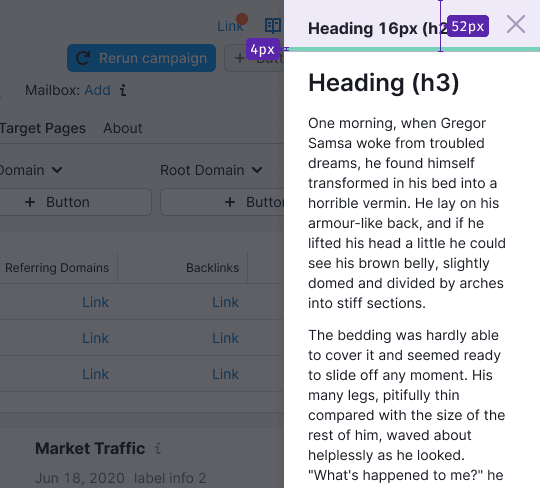 Link
Rerun campaign
+ Butt
Mailbox: Add i
Target Pages About
Domain
Root Domain
+ Button
+ Butto
Referring Domains Backlinks
Link Link
Link Link
Link Link
Market Traffic i
Jun 18, 2020 label info 2
Heading 16px (h2
52px
4px
Heading (h3)
One morning, when Gregor
Samsa woke from troubled
dreams, he found himself
transformed in his bed into a
horrible vermin. He lay on his
armour-like back, and if he
lifted his head a little he could
see his brown belly, slightly
domed and divided by arches
into stiff sections.
The bedding was hardly able
to cover it and seemed ready
to slide off any moment. His
many legs, pitifully thin
compared with the size of the
rest of him, waved about
helplessly as he looked.
"What's happened to me?" he